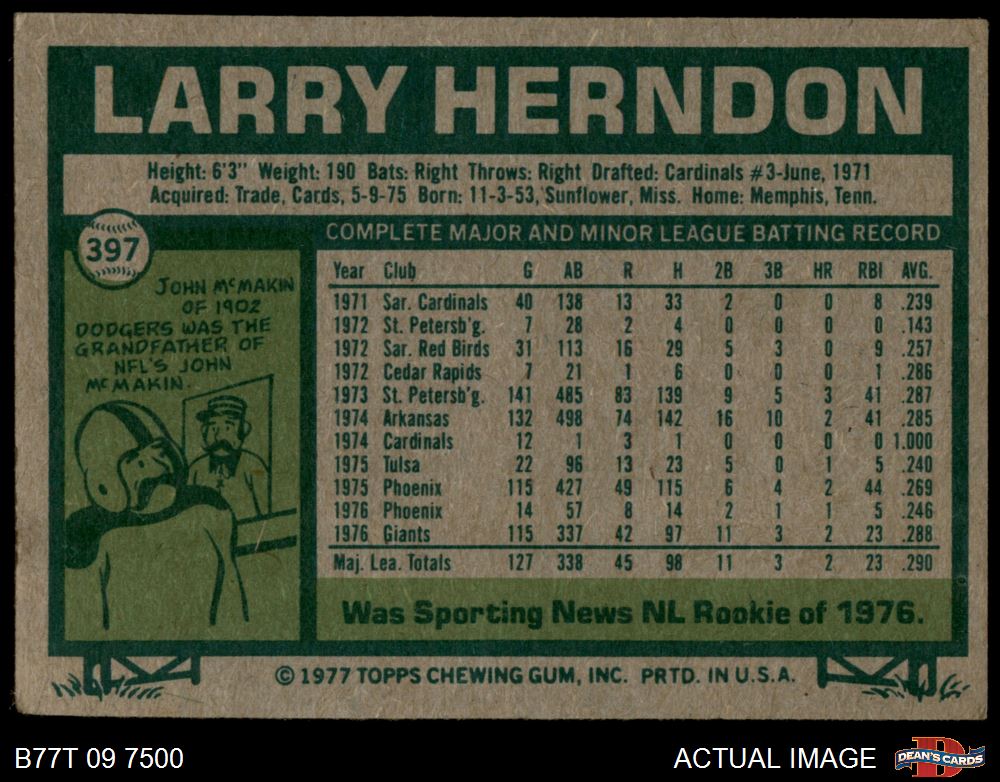 LARRY HERNDON
Height: 6'3" Weight: 190 Bats: Right Throws: Right Drafted: Cardinals #3-June, 1971
Acquired: Trade, Cards, 5-9-75 Born: 11-3-53, Sunflower, Miss. Home: Memphis, Tenn.
397
JOHN McMAKIN
OF 1902
DODGERS WAS THE
GRANDFATHER OF
NFL'S JOHN
McMAKIN.
COMPLETE MAJOR AND MINOR LEAGUE BATTING RECORD
Year Club G AB R H 2B 3B HR RBI AVG.
1971 Sar. Cardinals 40 138 13 33 2 0 0 8 .239
1972 St. Petersb'g. 7 28 2 4 0 0 0 0 .143
1972 Sar. Red Birds 31 113 16 29 5 3 0 9 .257
1972 Cedar Rapids 7 21 1 6 0 0 0 1 .286
1973 St. Petersb'g. 141 485 83 139 9 5 3 41 .287
1974 Arkansas 132 498 74 142 16 10 2 41 .285
1974 Cardinals 12 1 3 1 0 0 0 0 1.000
1975 Tulsa 22 96 13 23 5 0 1 5 .240
1975 Phoenix 115 427 49 115 6 4 2 44 .269
1976 Phoenix 14 57 8 14 2 1 1 5 .246
1976 Giants 115 337 42 97 11 3 2 23 .288
Maj. Lea. Totals 127 338 45 98 11 3 2 23 .290
Was Sporting News NL Rookie of 1976.
© 1977 TOPPS CHEWING GUM, INC. PRTD. IN U.S.A.
B77T 09 7500
ACTUAL IMAGE
D
DEAN'S CARDS